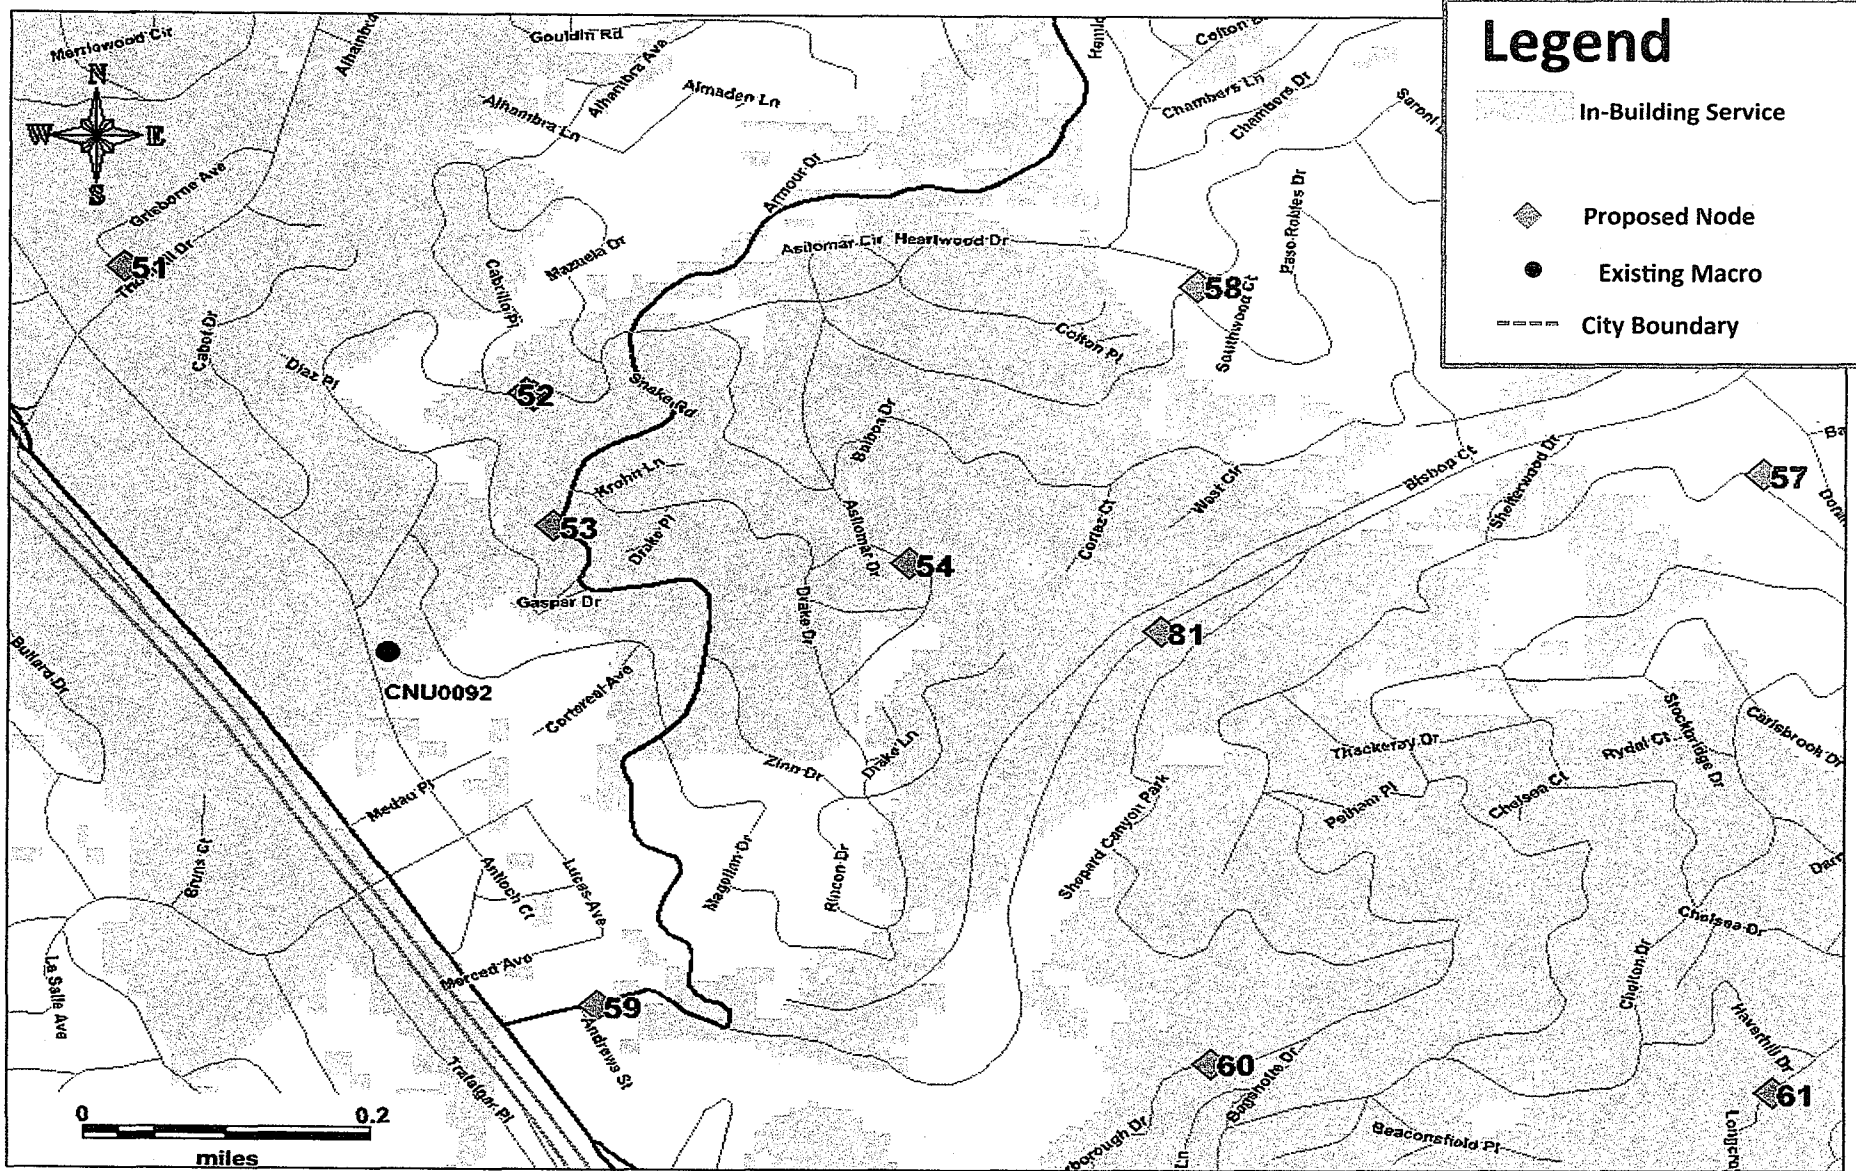 Legend
In-Building Service
Proposed Node
Existing Macro
City Boundary
Merriewood Cir
N
W
E
S
Gouldin Rd
Alhambra Ave
Almaden Ln
Alhambra Ln
Colton
Chambers Ln
Chambers Dr
Armour Dr
Grisborne Ave
51
Mazuela Dr
Cabrillo Pl
Asilomar Cir
Heartwood Dr
Paso Robles Dr
58
Southwood Ct
Colton Pl
Cabot Dr
Diaz Pl
52
Snake Rd
Balboa Dr
Krohn Ln
53
Drake Pl
Asilomar Dr
54
Cortez Ct
West Cir
Bishop Ct
Shelterwood Dr
57
Gaspar Dr
Drake Dr
81
Bullard Dr
CNU0092
Cortereal Ave
Medau Pl
Zinn Dr
Drake Ln
Thackeray Dr
Rydal Ct
Stockbridge Dr
Carisbrook Dr
Pelham Pl
Chelsea Ct
Shepard Canyon Park
Bruns Ct
Antioch Ct
Lucas Ave
Magellan Dr
Rincon Dr
Chelsea Dr
Chelton Dr
La Salle Ave
Merced Ave
59
Andrews St
Haverhill Dr
Trafalgar Pl
60
Bagshotte Dr
61
Beaconsfield Pl
borough Dr
Ln
0
0.2
miles